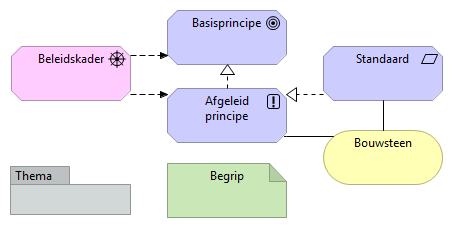 Basisprincipe
Beleidskader
Standaard
Afgeleid
principe
Bouwsteen
Thema
Begrip